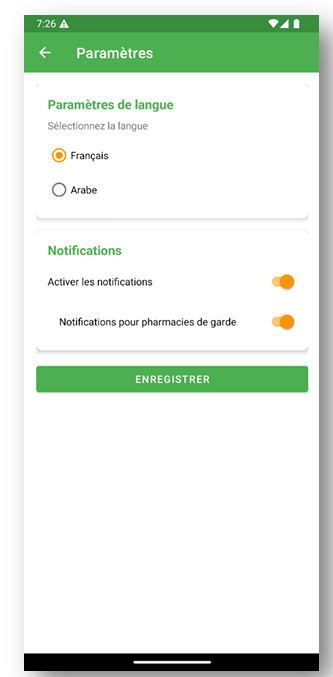 7:26
Paramètres
Paramètres de langue
Sélectionnez la langue
Français
Arabe
Notifications
Activer les notifications
Notifications pour pharmacies de garde
ENREGISTRER